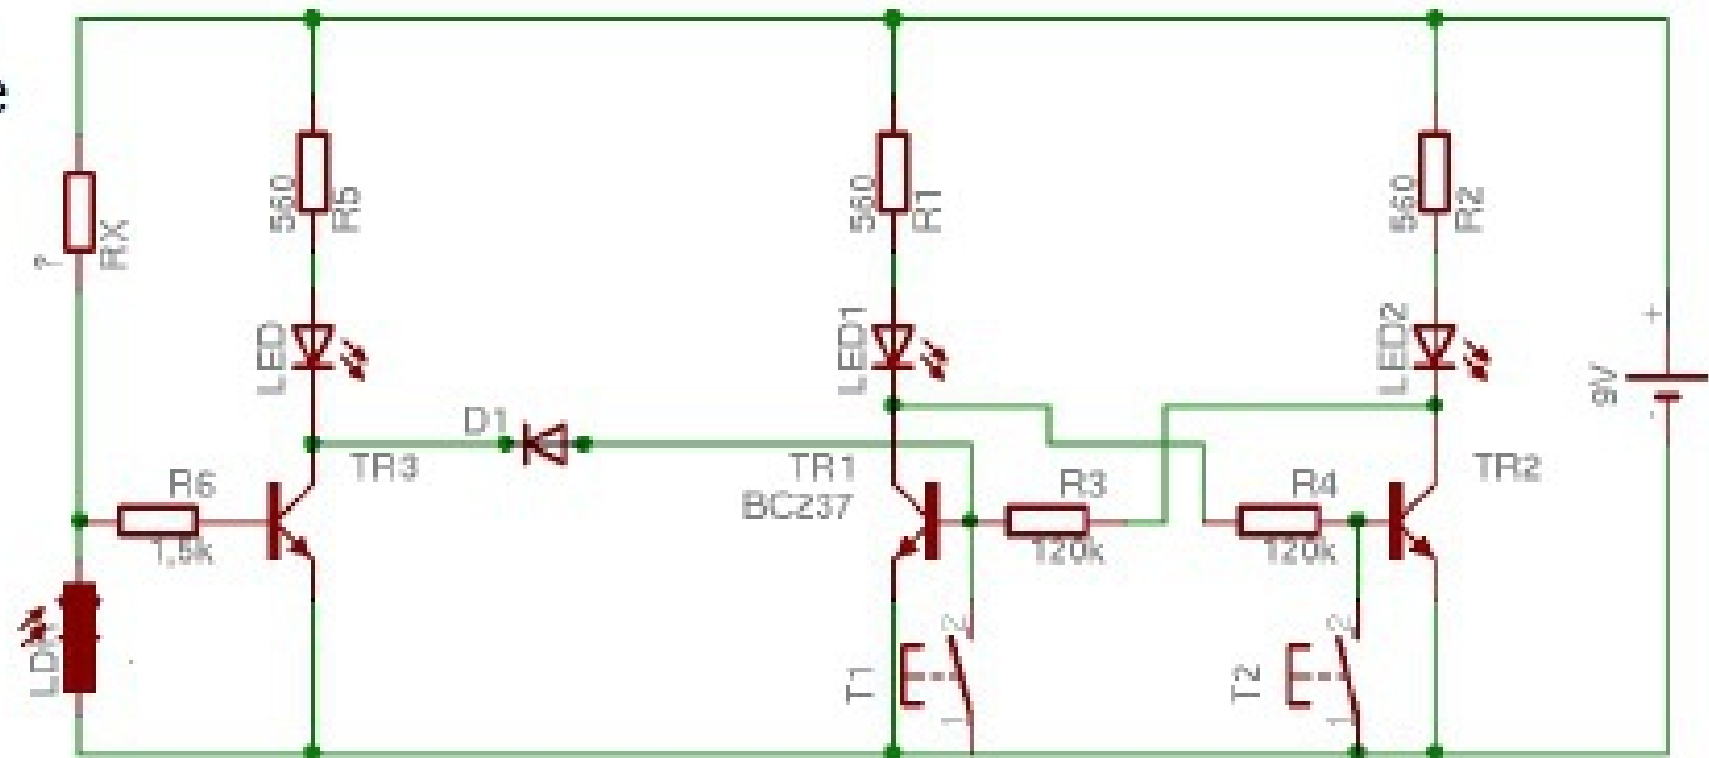 e
560
R5
560
R1
560
R2
?
RX
LED
LED1
LED2
+
9V
-
D1
TR3
TR1
BC237
TR2
R6
1,5k
R3
120k
R4
120k
T1
2
1
T2
2
1